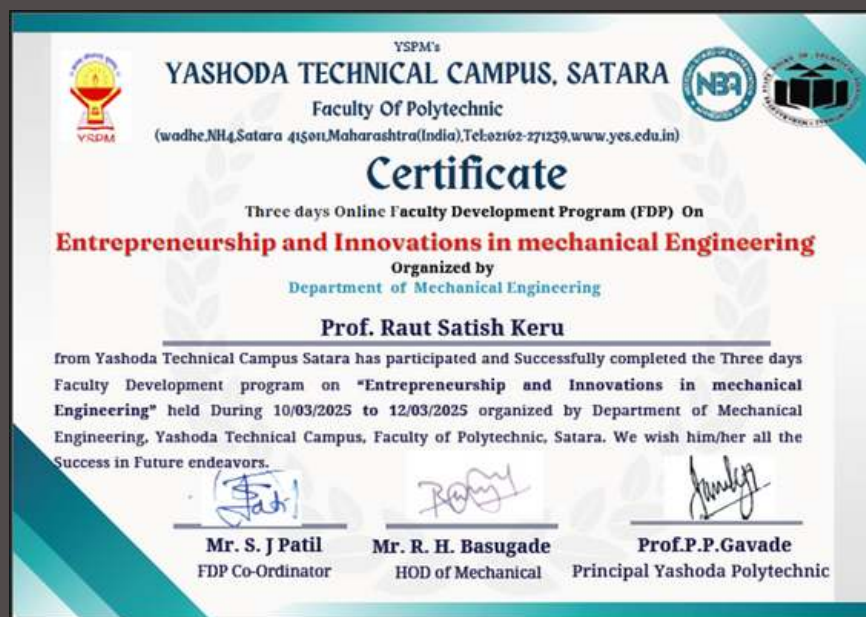 YSPM's
YASHODA TECHNICAL CAMPUS, SATARA
Faculty Of Polytechnic
(wadhe,NH4,Satara 415011,Maharashtra(India),Tel:02162-271239,www.yes.edu.in)
YSPM
NBA
Certificate
Three days Online Faculty Development Program (FDP) On
Entrepreneurship and Innovations in mechanical Engineering
Organized by
Department of Mechanical Engineering
Prof. Raut Satish Keru
from Yashoda Technical Campus Satara has participated and Successfully completed the Three days
Faculty Development program on “Entrepreneurship and Innovations in mechanical
Engineering” held During 10/03/2025 to 12/03/2025 organized by Department of Mechanical
Engineering, Yashoda Technical Campus, Faculty of Polytechnic, Satara. We wish him/her all the
Success in Future endeavors.
Mr. S. J Patil
FDP Co-Ordinator
Mr. R. H. Basugade
HOD of Mechanical
Prof.P.P.Gavade
Principal Yashoda Polytechnic